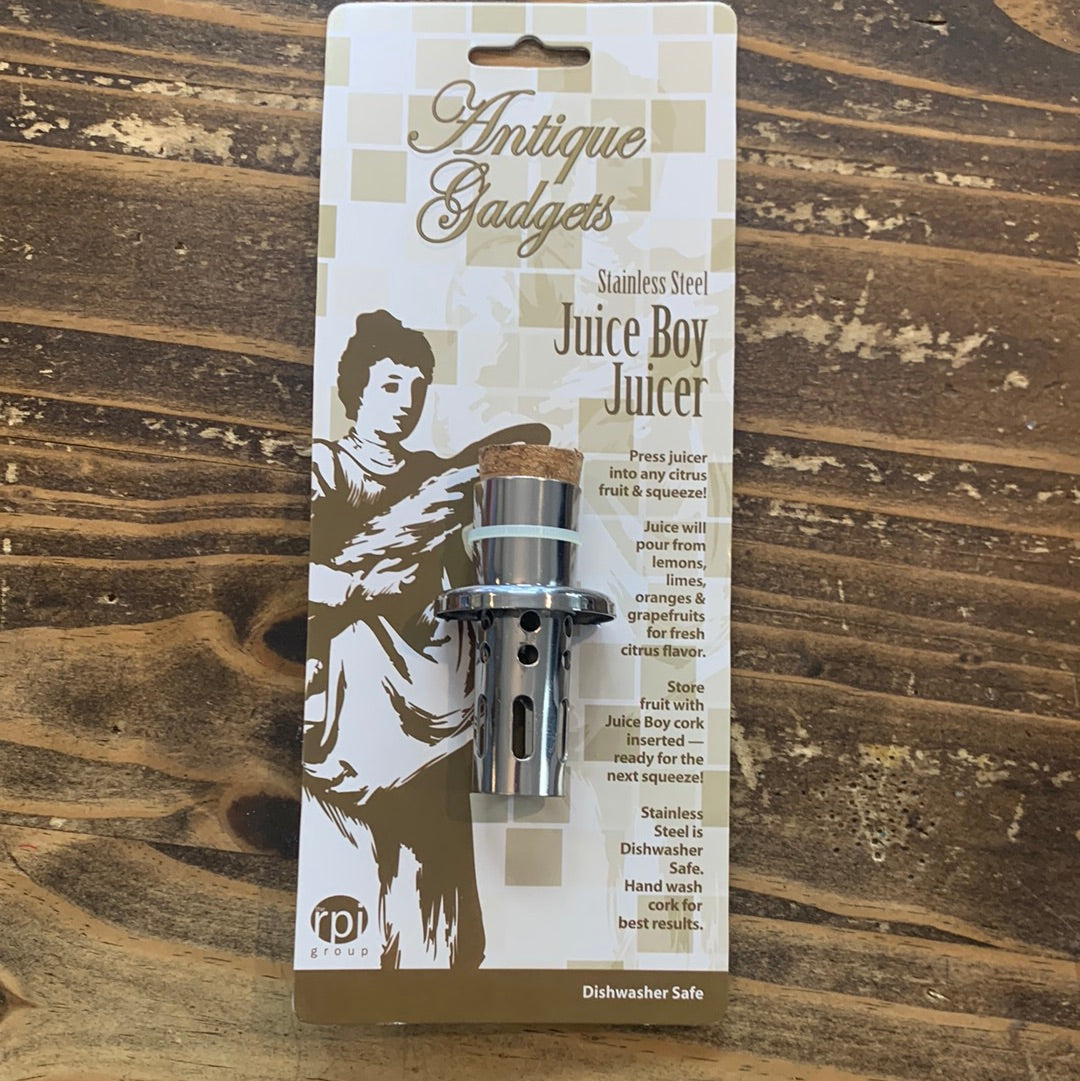 Antique
Gadgets
Stainless Steel
Juice Boy
Juicer
Press juicer
into any citrus
fruit & squeeze!
Juice will
pour from
lemons,
limes,
oranges &
grapefruits
for fresh
citrus flavor.
Store
fruit with
Juice Boy cork
inserted —
ready for the
next squeeze!
Stainless
Steel is
Dishwasher
Safe.
Hand wash
cork for
best results.
rpi
group
Dishwasher Safe